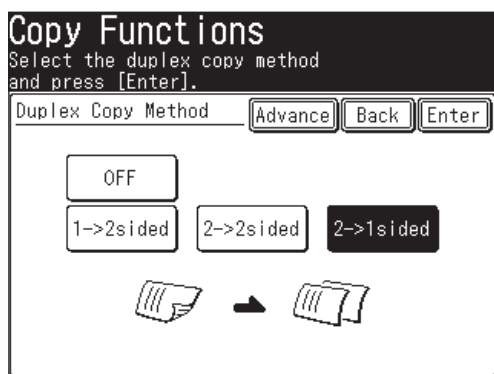 Copy Functions
Select the duplex copy method
and press [Enter].
Duplex Copy Method Advance Back Enter
OFF
1->2sided 2->2sided 2->1sided